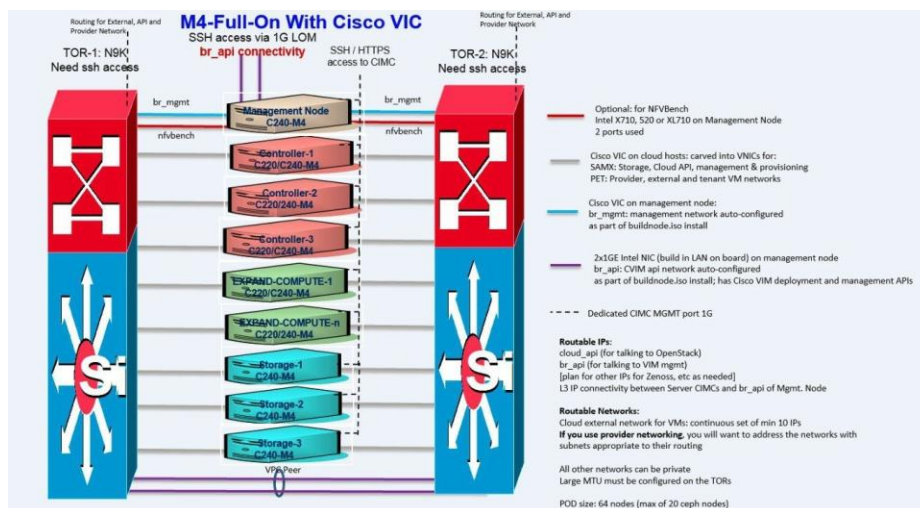 Routing for External, API and
Provider Network
M4-Full-On With Cisco VIC
Routing for External, API and
Provider Network
SSH access via 1G LOM
br_api connectivity
SSH / HTTPS
access to CIMC
TOR-1: N9K
Need ssh access
TOR-2: N9K
Need ssh access
br_mgmt
br_mgmt
Management Node
C240-M4
nfvbench
nfvbench
Controller-1
C220/C240-M4
Controller-2
C220/240-M4
Controller-3
C220/C240-M4
EXPAND-COMPUTE-1
C220/240-M4
EXPAND-COMPUTE-n
C220/240-M4
Storage-1
C240-M4
Storage-2
C240-M4
Storage-3
C240-M4
VPC Peer
Si
Si
Optional: for NFVBench
Intel X710, 520 or XL710 on Management Node
2 ports used
Cisco VIC on cloud hosts: carved into VNICs for:
SAMX: Storage, Cloud API, management & provisioning
PET: Provider, external and tenant VM networks
Cisco VIC on management node:
br_mgmt: management network auto-configured
as part of buildnode.iso install
2x1GE Intel NIC (build in LAN on board) on management node
br_api: CVIM api network auto-configured
as part of buildnode.iso install; has Cisco VIM deployment and management APIs
Dedicated CIMC MGMT port 1G
Routable IPs:
cloud_api (for talking to OpenStack)
br_api (for talking to VIM mgmt)
[plan for other IPs for Zenoss, etc as needed]
L3 IP connectivity between Server CIMCs and br_api of Mgmt. Node
Routable Networks:
Cloud external network for VMs: continuous set of min 10 IPs
If you use provider networking, you will want to address the networks with
subnets appropriate to their routing
All other networks can be private
Large MTU must be configured on the TORs
POD size: 64 nodes (max of 20 ceph nodes)